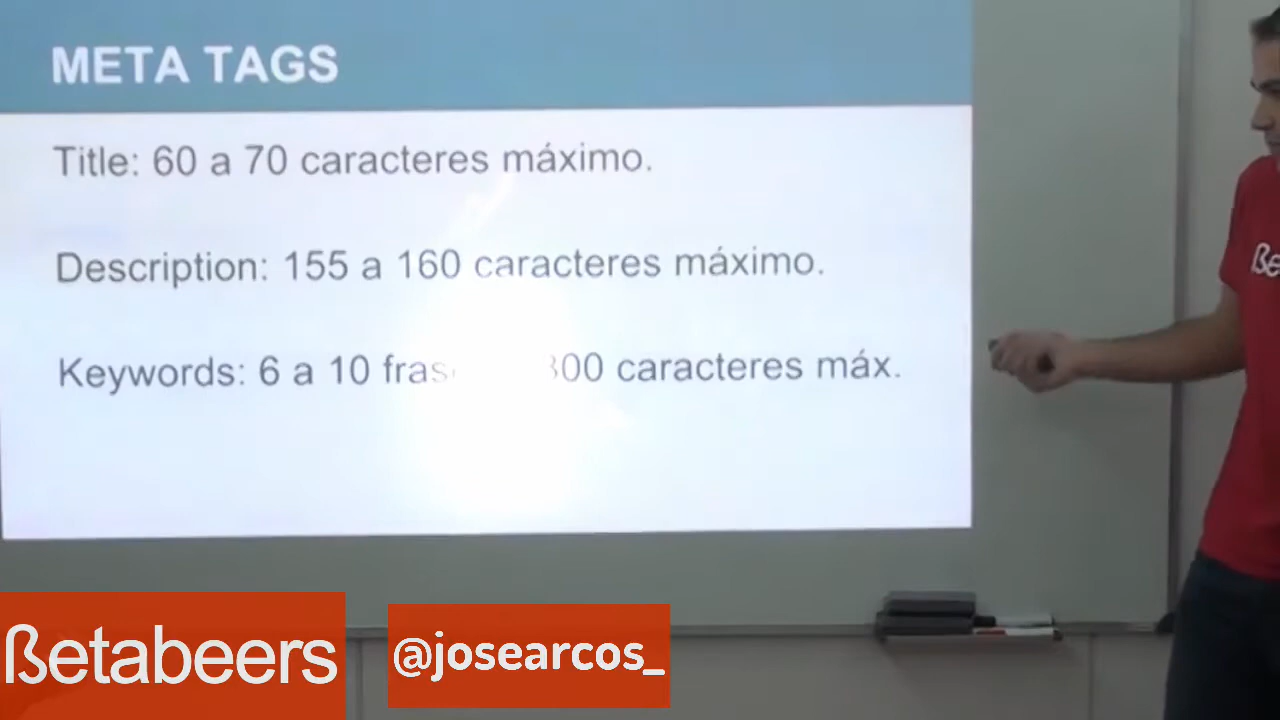 META TAGS
Title: 60 a 70 caracteres máximo.
Description: 155 a 160 caracteres máximo.
Keywords: 6 a 10 caracteres máx.
ßetabeers
@josearcos_